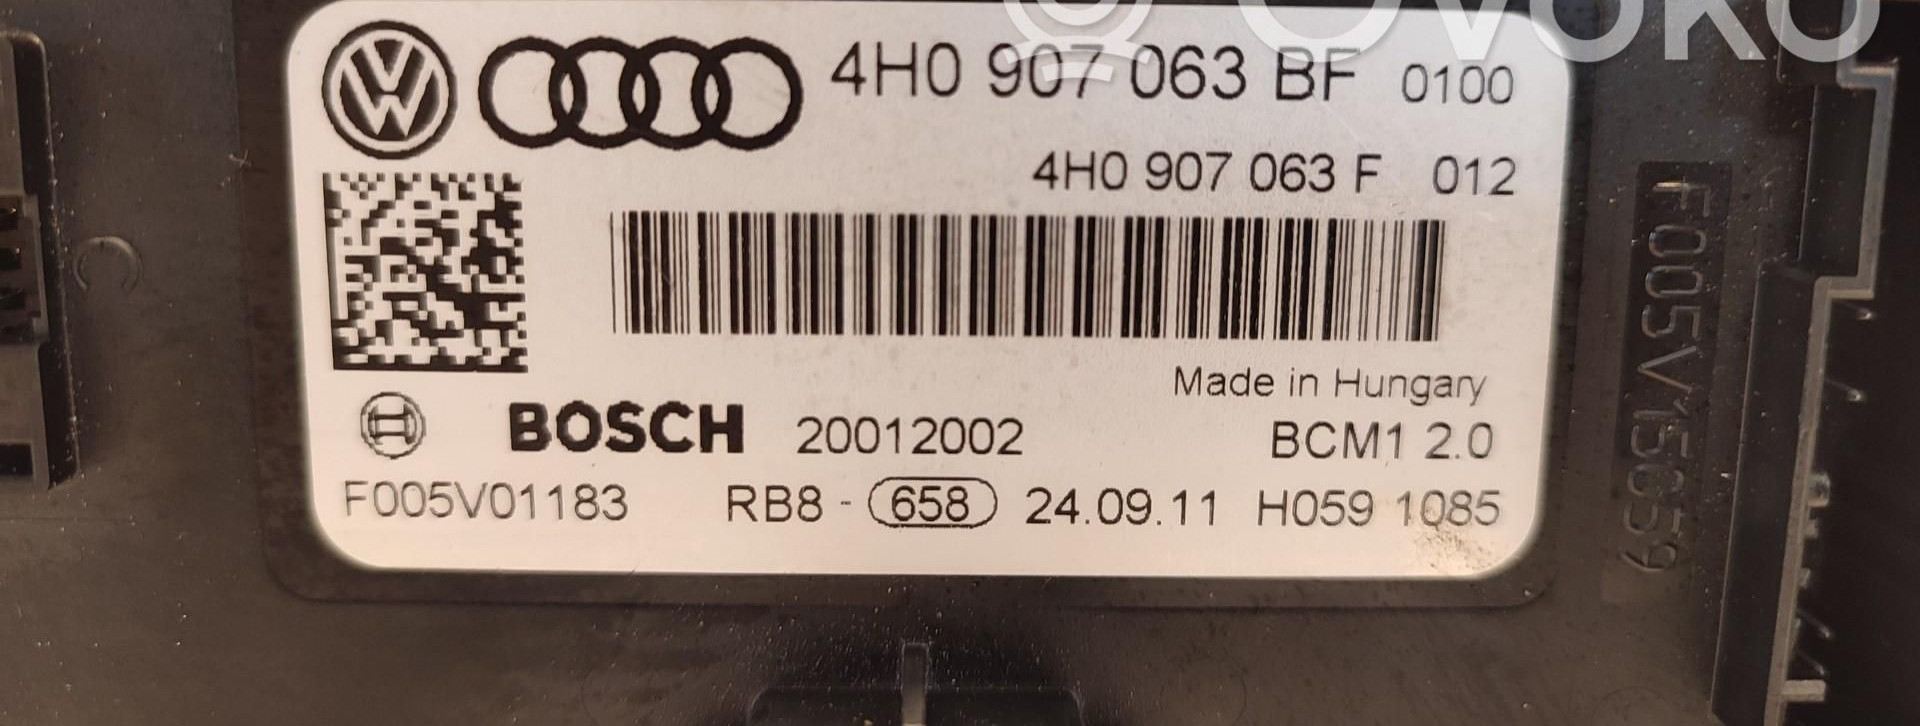 OVOKO
4H0 907 063 BF 0100
4H0 907 063 F 012
Made in Hungary
BOSCH 20012002 BCM1 2.0
F005V01183 RB8 - 658 24.09.11 H059 1085
F005V15659
C